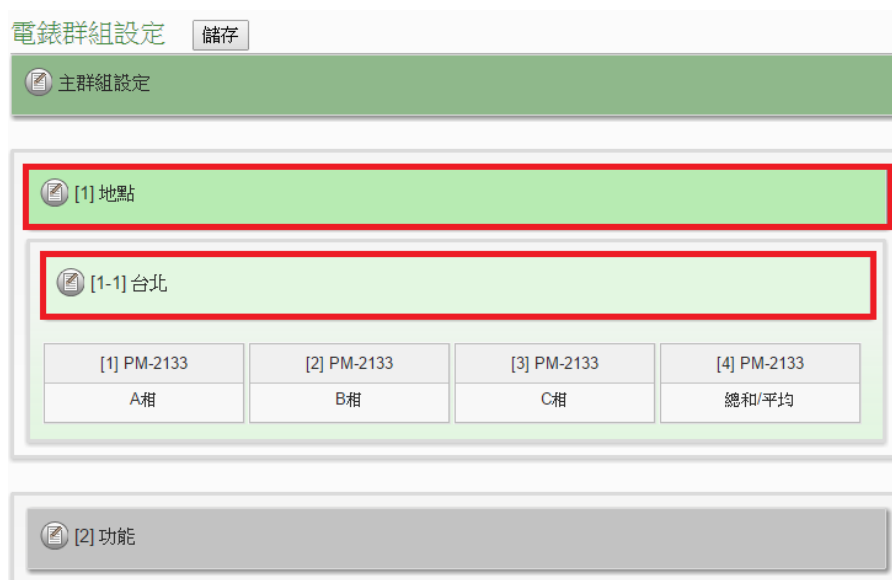 電錶群組設定 儲存
主群組設定
[1] 地點
[1-1] 台北
[1] PM-2133 [2] PM-2133 [3] PM-2133 [4] PM-2133
A相 B相 C相 總和/平均
[2] 功能